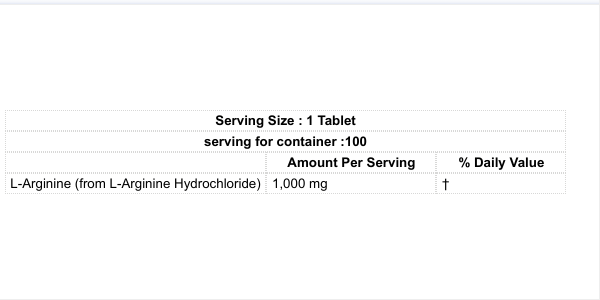 Serving Size : 1 Tablet
serving for container :100
Amount Per Serving % Daily Value
L-Arginine (from L-Arginine Hydrochloride) 1,000 mg †